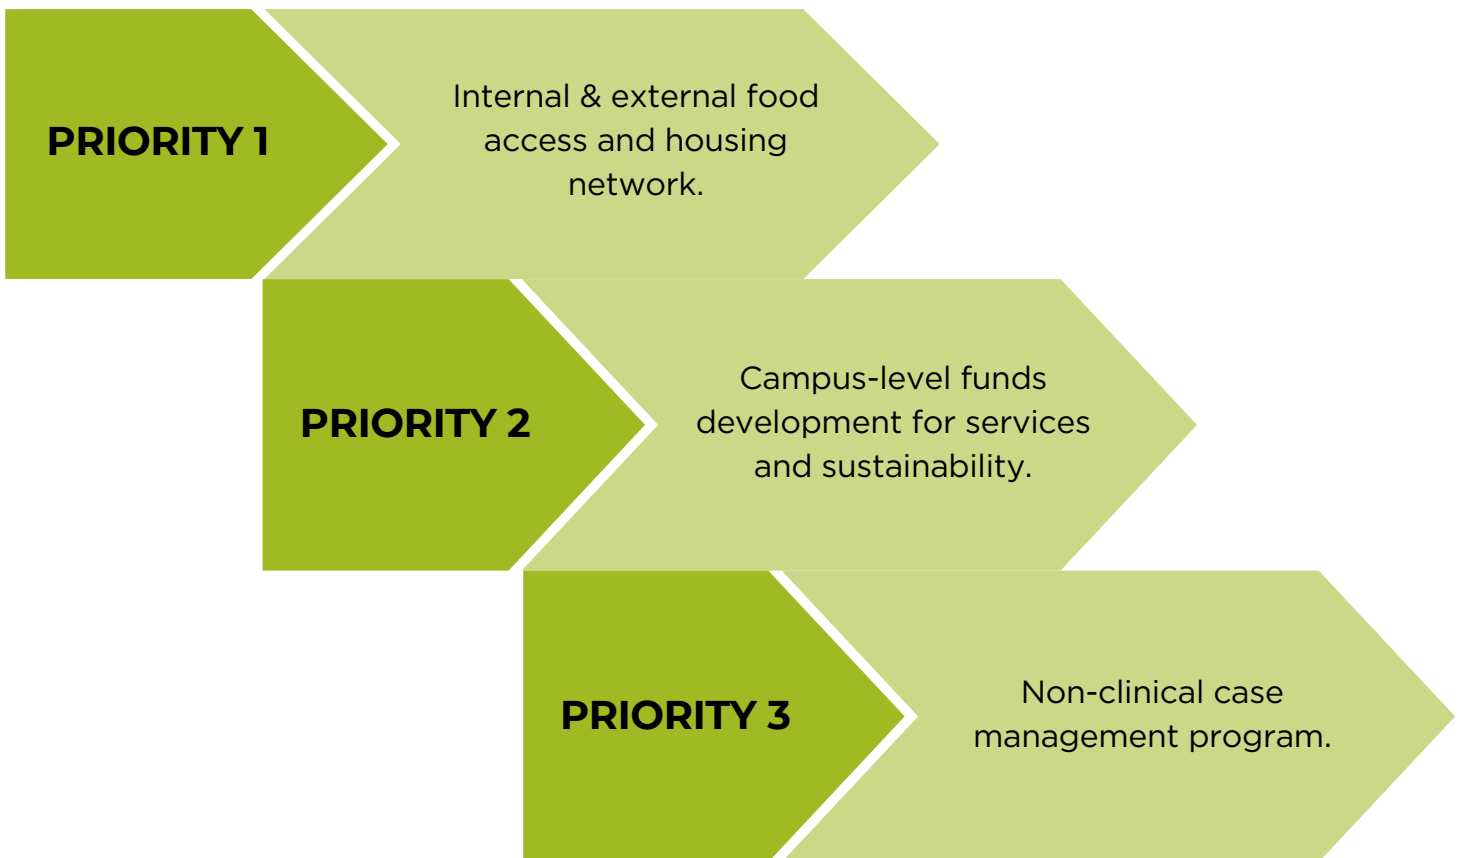 PRIORITY 1
Internal & external food
access and housing
network.
PRIORITY 2
Campus-level funds
development for services
and sustainability.
PRIORITY 3
Non-clinical case
management program.